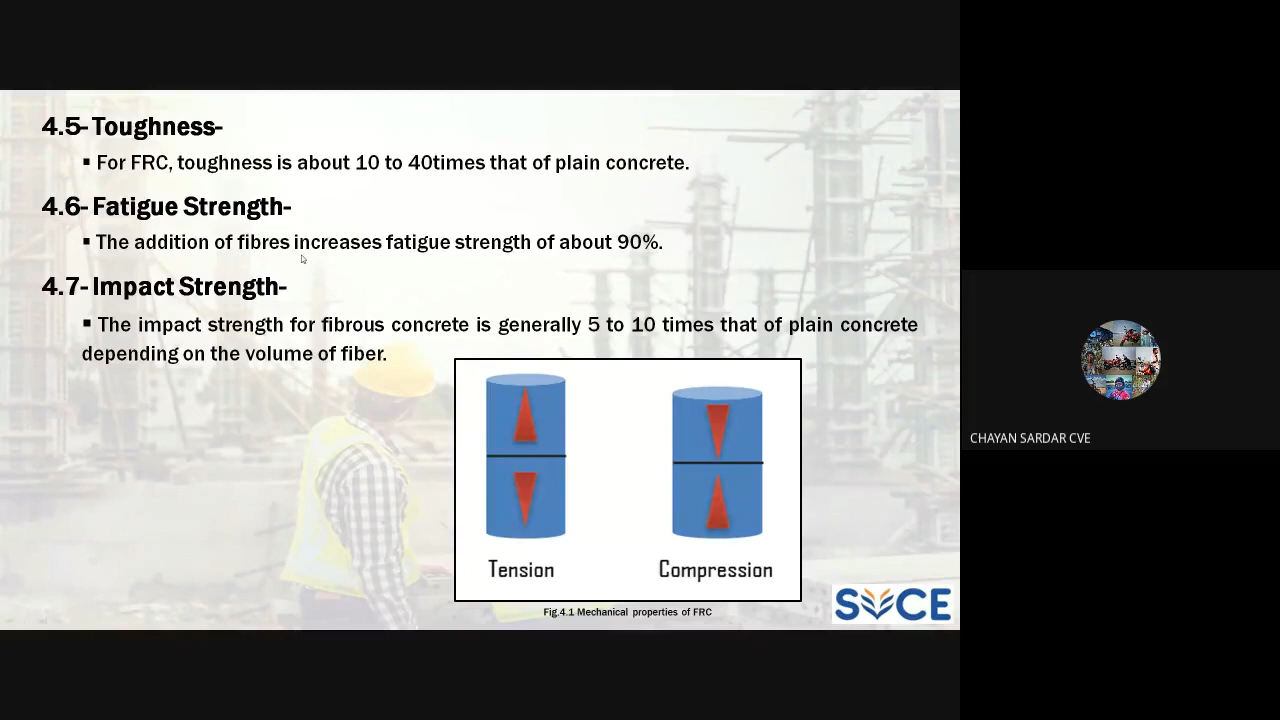 4.5- Toughness-
▪ For FRC, toughness is about 10 to 40times that of plain concrete.
4.6- Fatigue Strength-
▪ The addition of fibres increases fatigue strength of about 90%.
4.7- Impact Strength-
▪ The impact strength for fibrous concrete is generally 5 to 10 times that of plain concrete
depending on the volume of fiber.
Tension
Compression
Fig.4.1 Mechanical properties of FRC
SVCE
CHAYAN SARDAR CVE